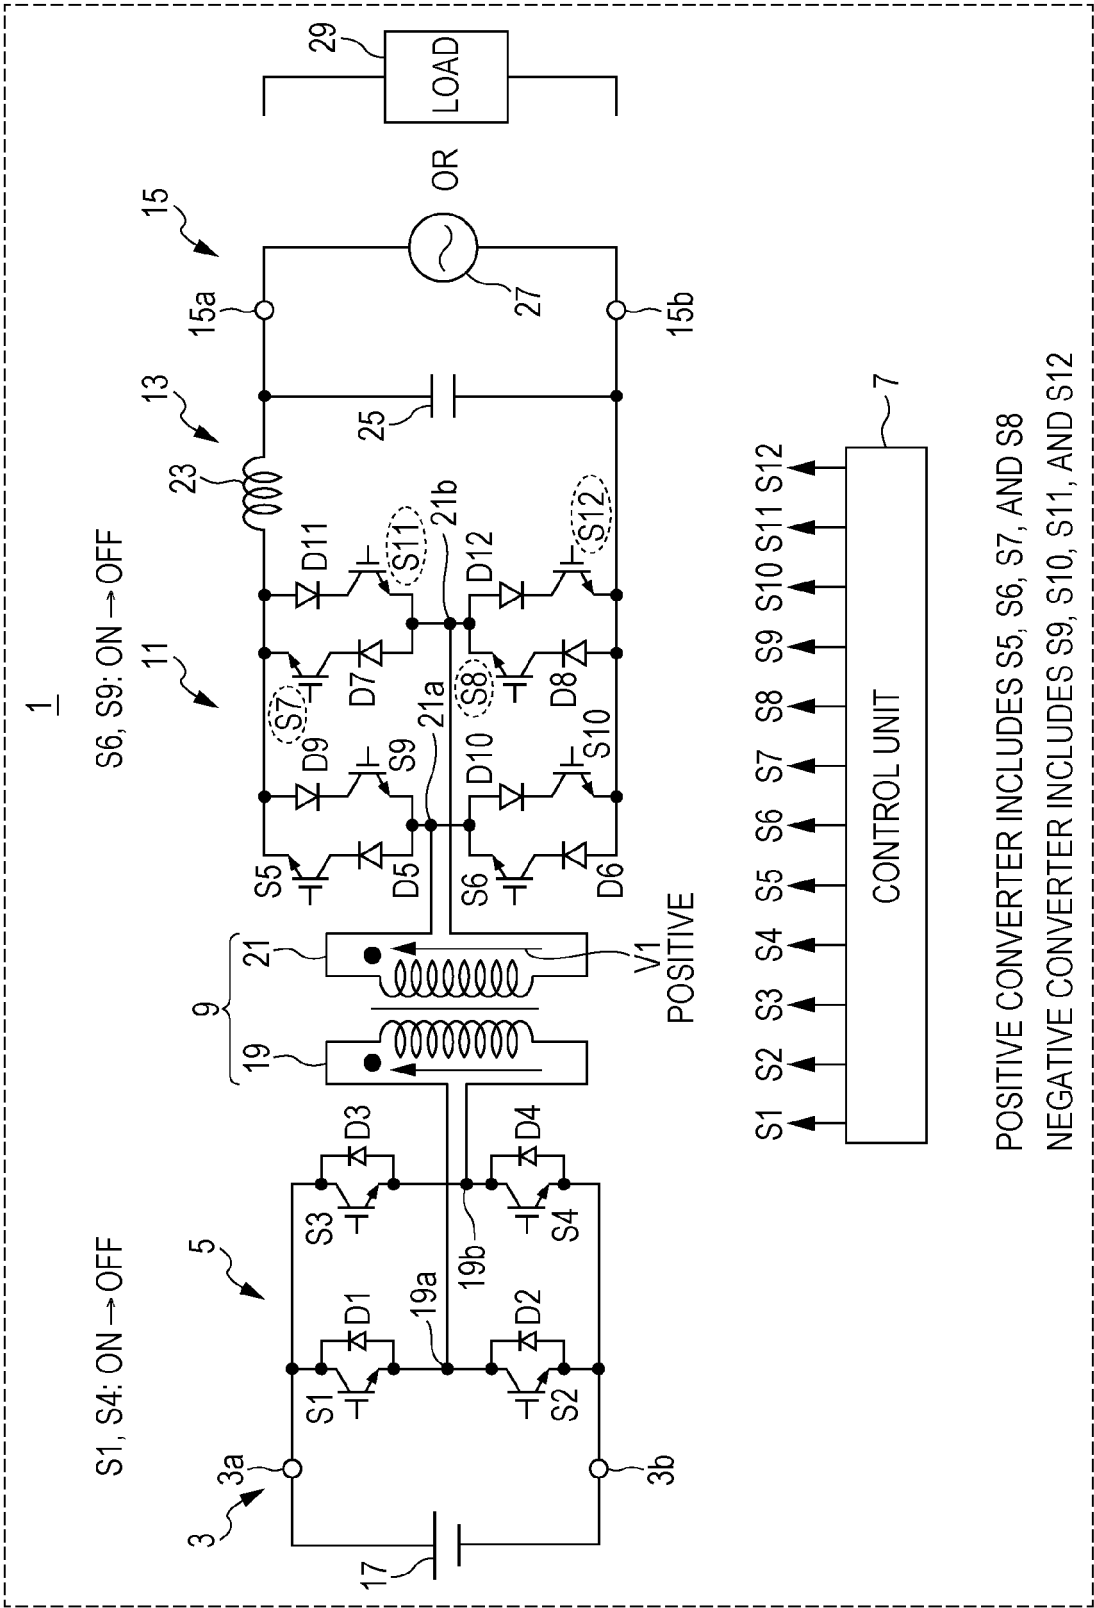 1
S1, S4: ON→OFF
S6, S9: ON→OFF
3
3a
5
9
11
13
15
15a
29
LOAD
OR
27
15b
25
23
17
3b
S1
D1
S3
D3
19a
19b
S2
D2
S4
D4
19
21
V1
POSITIVE
S5
D9
S7
D11
D5
S9
D7
S11
21a
21b
S6
D10
S8
D12
D6
S10
D8
S12
S1
S2
S3
S4
S5
S6
S7
S8
S9
S10
S11
S12
CONTROL UNIT
7
POSITIVE CONVERTER INCLUDES S5, S6, S7, AND S8
NEGATIVE CONVERTER INCLUDES S9, S10, S11, AND S12